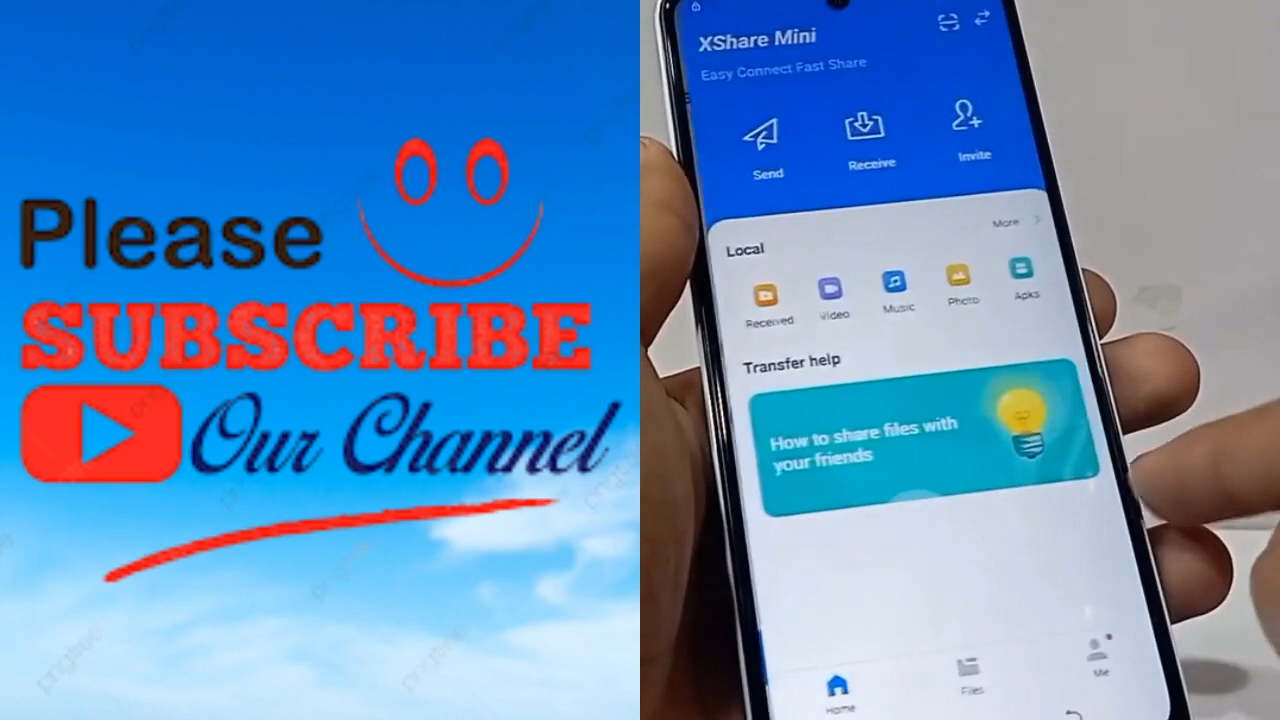 Please
SUBSCRIBE
Our Channel
XShare Mini
Easy Connect Fast Share
Send
Receive
Invite
Local
More
Received
Video
Music
Photo
Apks
Transfer help
How to share files with
your friends
Home
Files
Me